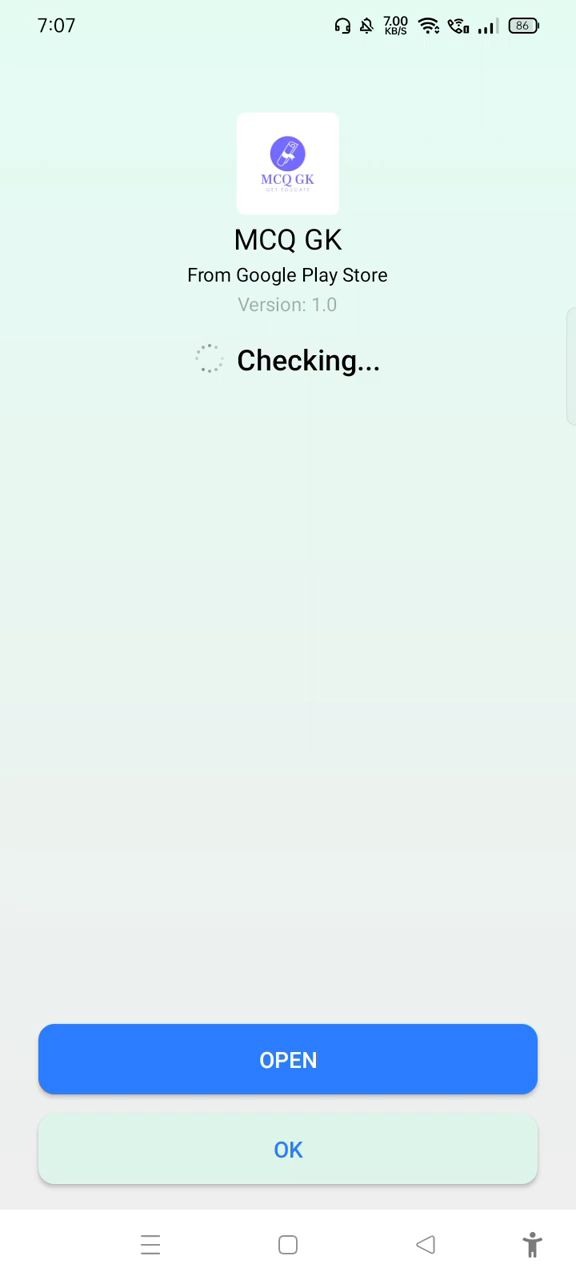 7:07
7.00
KB/S
86
MCQ GK
MCQ GK
From Google Play Store
Version: 1.0
Checking...
OPEN
OK